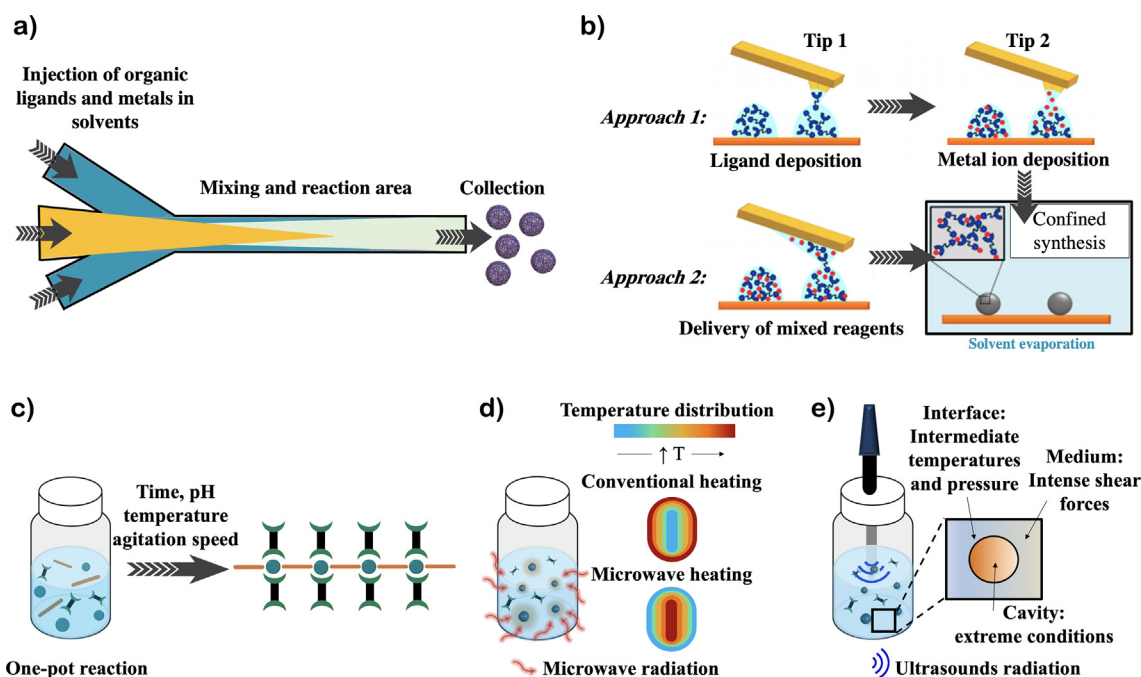 a)
Injection of organic
ligands and metals in
solvents
Mixing and reaction area
Collection
b)
Tip 1
Tip 2
Approach 1:
Ligand deposition
Metal ion deposition
Confined
synthesis
Approach 2:
Delivery of mixed reagents
Solvent evaporation
c)
Time, pH
temperature
agitation speed
One-pot reaction
d)
Temperature distribution
↑ T
Conventional heating
Microwave heating
Microwave radiation
e)
Interface:
Intermediate
temperatures
and pressure
Medium:
Intense shear
forces
Cavity:
extreme conditions
Ultrasounds radiation